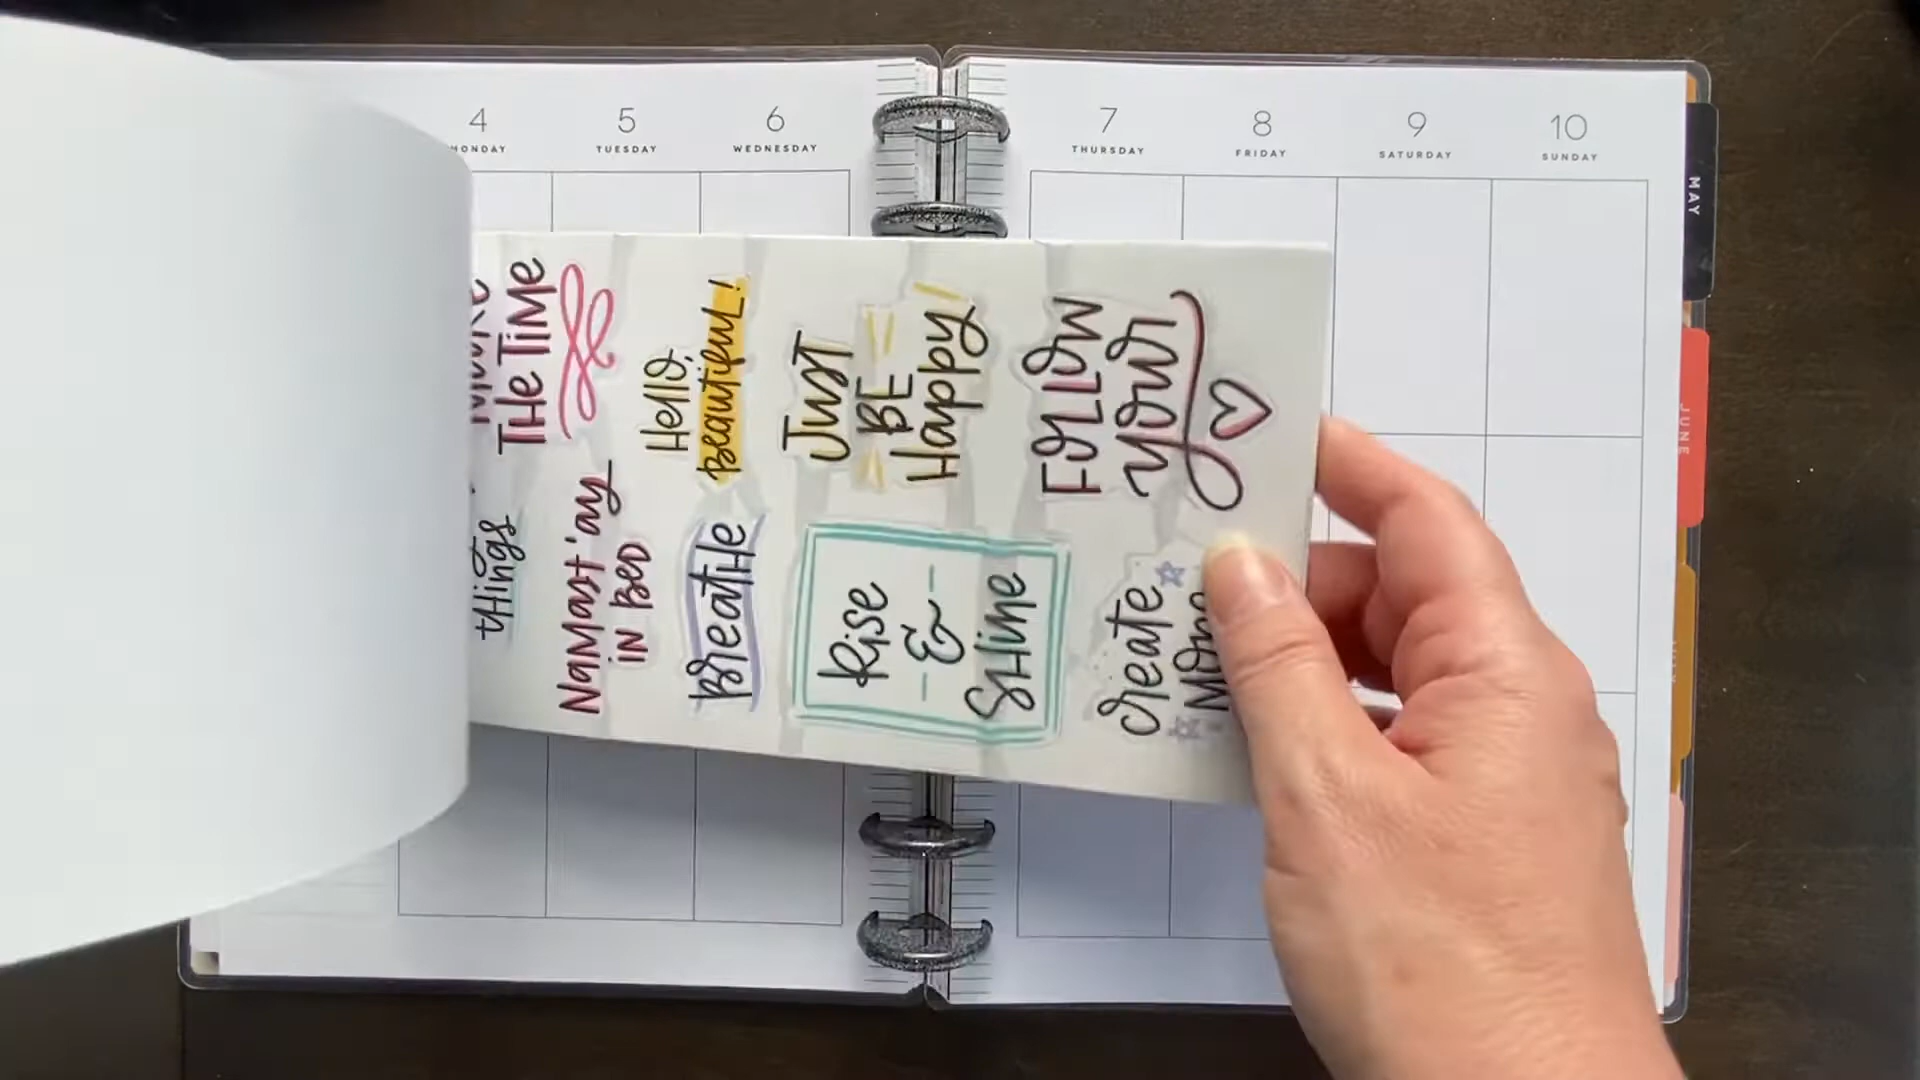 4
MONDAY
5
TUESDAY
6
WEDNESDAY
7
THURSDAY
8
FRIDAY
9
SATURDAY
10
SUNDAY
MAY
JUNE
THE TIME
things
Namast'ay
IN BED
Hello,
Beautiful!
BREATHE
Just
BE
Happy
Rise
&
SHINE
FOLLOW
your
Create